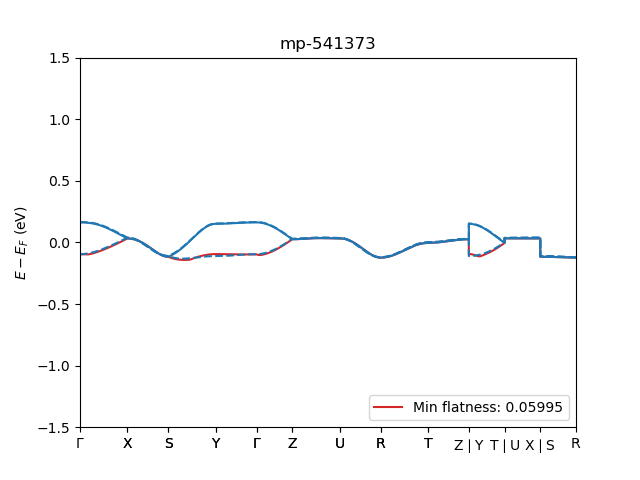 mp-541373
1.5
1.0
0.5
0.0
−0.5
−1.0
−1.5
E − E_F (eV)
Min flatness: 0.05995
Γ X S Y Γ Z U R T Z | Y T | U X | S R